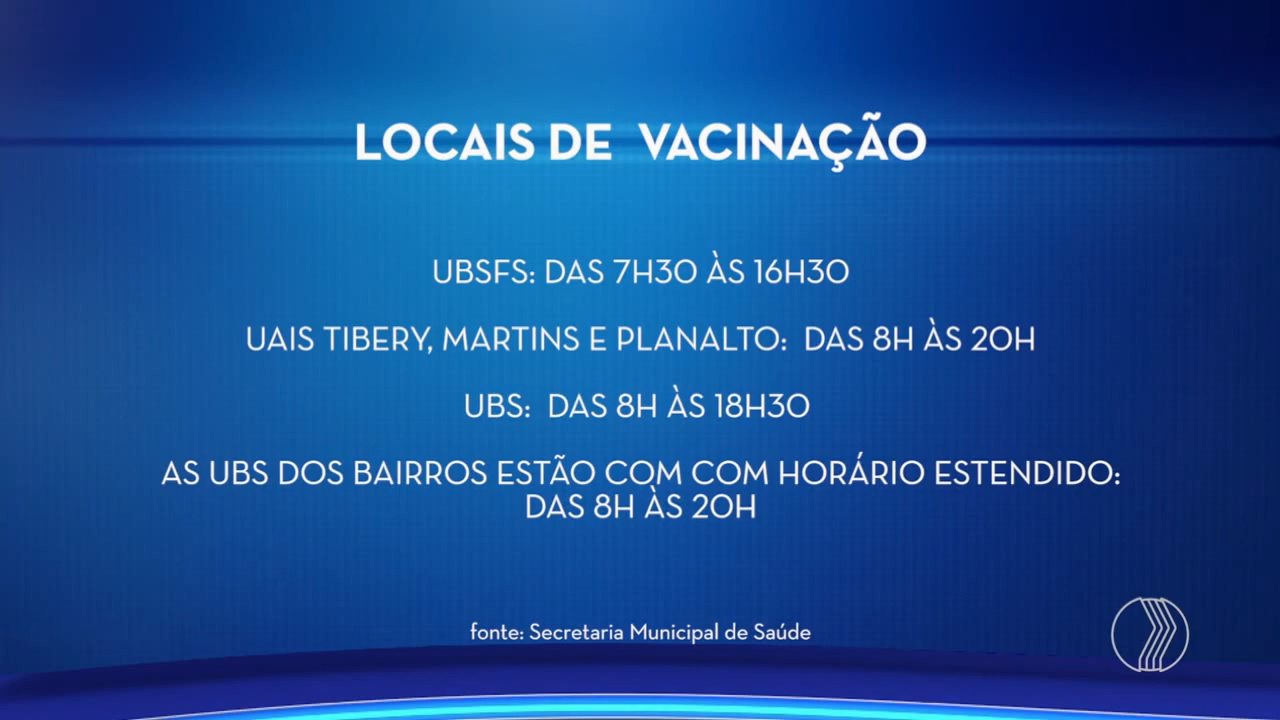 LOCAIS DE VACINAÇÃO
UBSFS: DAS 7H30 ÀS 16H30
UAIS TIBERY, MARTINS E PLANALTO: DAS 8H ÀS 20H
UBS: DAS 8H ÀS 18H30
AS UBS DOS BAIRROS ESTÃO COM COM HORÁRIO ESTENDIDO:
DAS 8H ÀS 20H
fonte: Secretaria Municipal de Saúde